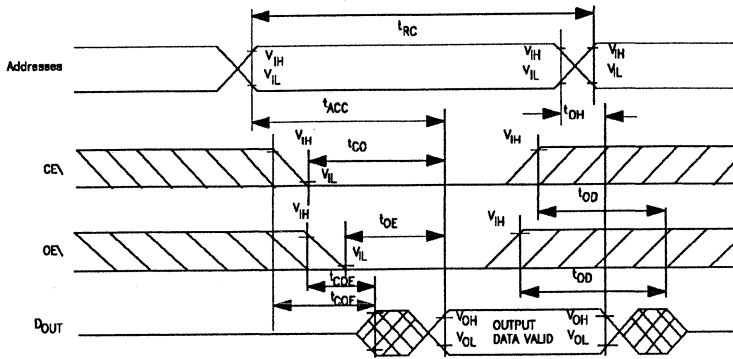 tRC
Addresses
VIH
VIL
VIH
VIL
VIH
VIL
tACC
tOH
CE\
VIH
tCO
VIL
VIH
tOD
OE\
VIH
tOE
VIL
VIH
tOD
tCOE
tCOE
DOUT
VOH
VOL
OUTPUT
DATA VALID
VOH
VOL